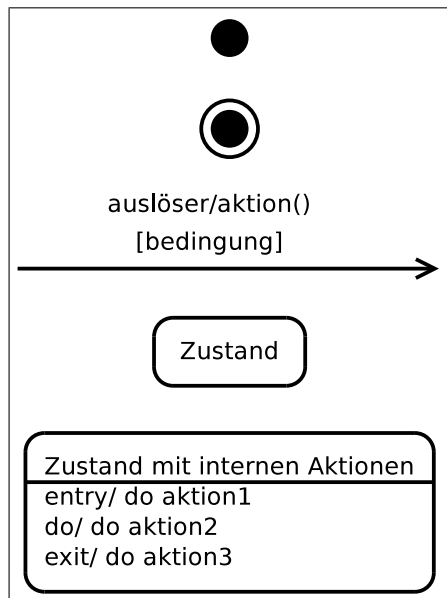 auslöser/aktion()
[bedingung]
Zustand
Zustand mit internen Aktionen
entry/ do aktion1
do/ do aktion2
exit/ do aktion3